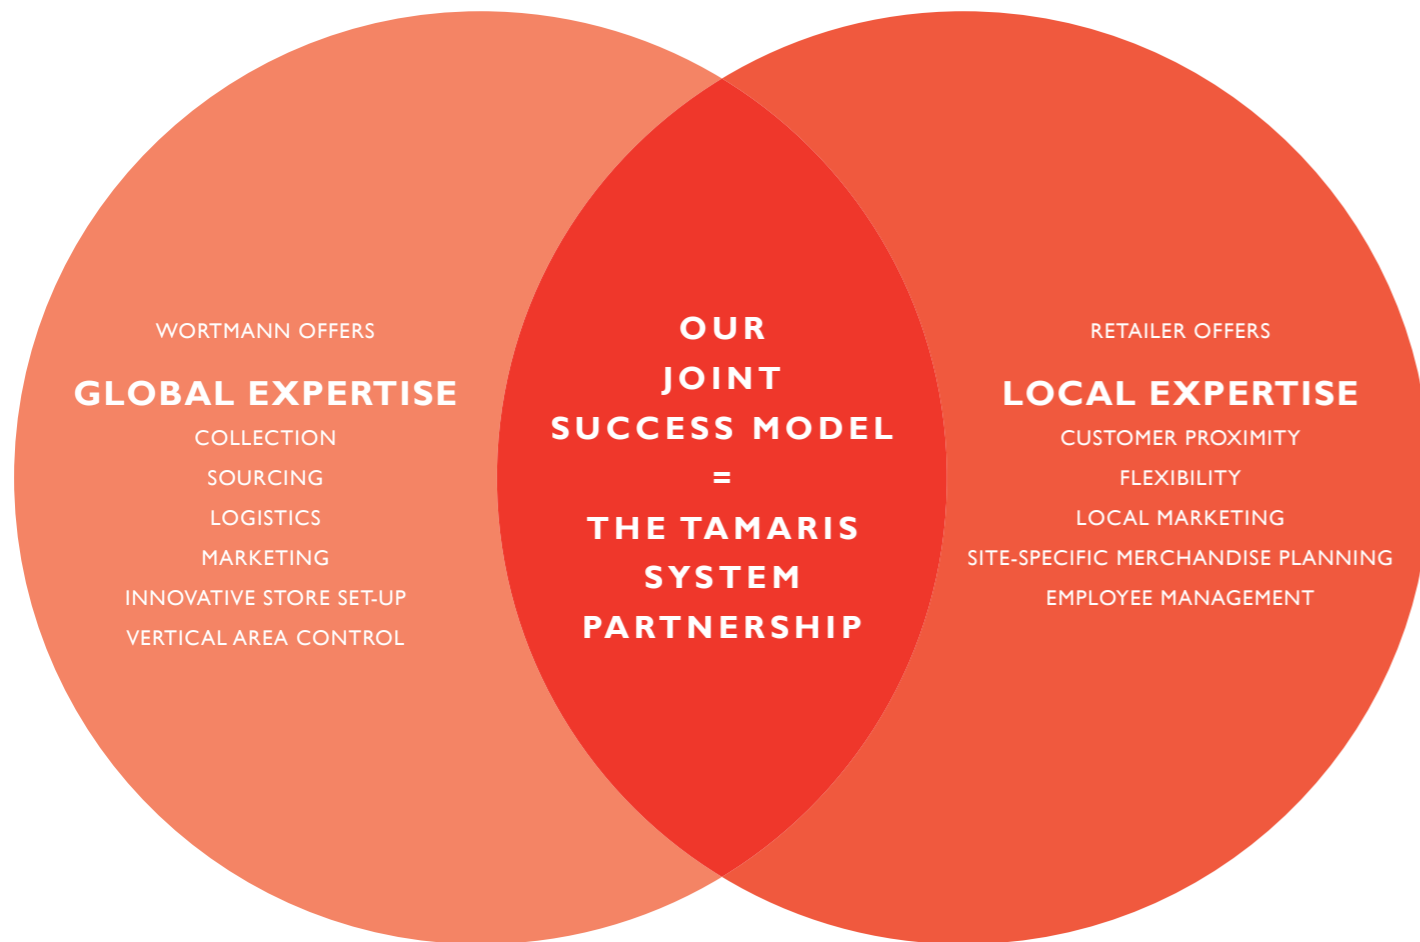 WORTMANN OFFERS
GLOBAL EXPERTISE
COLLECTION
SOURCING
LOGISTICS
MARKETING
INNOVATIVE STORE SET-UP
VERTICAL AREA CONTROL
OUR
JOINT
SUCCESS MODEL
=
THE TAMARIS
SYSTEM
PARTNERSHIP
RETAILER OFFERS
LOCAL EXPERTISE
CUSTOMER PROXIMITY
FLEXIBILITY
LOCAL MARKETING
SITE-SPECIFIC MERCHANDISE PLANNING
EMPLOYEE MANAGEMENT